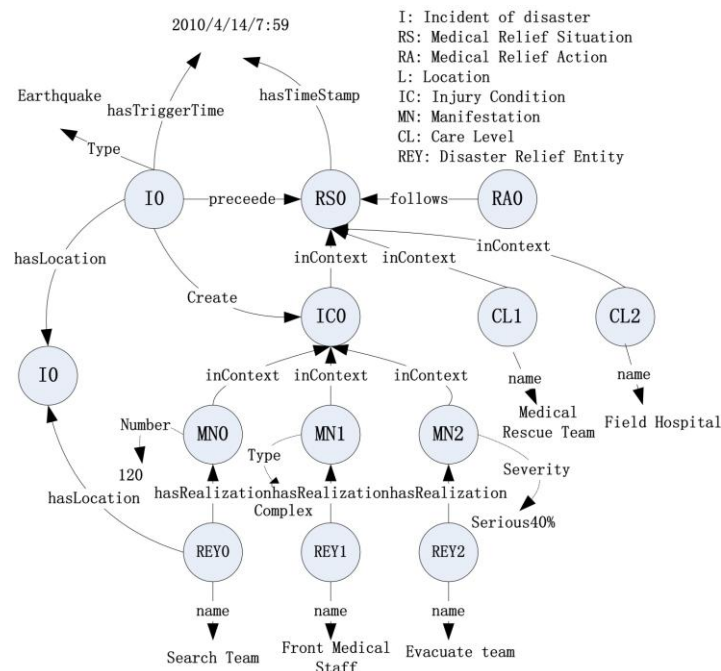 2010/4/14/7:59
I: Incident of disaster
RS: Medical Relief Situation
RA: Medical Relief Action
L: Location
IC: Injury Condition
MN: Manifestation
CL: Care Level
REY: Disaster Relief Entity
Earthquake
hasTriggerTime
hasTimeStamp
Type
I0
preceede
RS0
follows
RA0
hasLocation
inContext
inContext
inContext
Create
IC0
CL1
CL2
I0
inContext
inContext
inContext
name
name
Medical
Rescue Team
Field Hospital
Number
MN0
MN1
MN2
Type
Severity
120
hasRealization
hasRealization
hasRealization
hasLocation
Complex
Serious40%
REY0
REY1
REY2
name
name
name
Search Team
Front Medical
Staff
Evacuate team